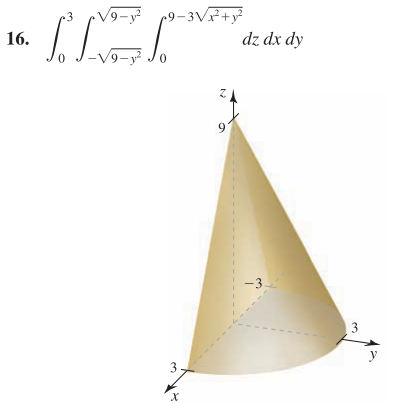 16. ∫₀³ ∫_{-√(9-y²)}^{√(9-y²)} ∫₀^{9-3√(x²+y²)} dz dx dy
z
9
-3
3
y
3
x